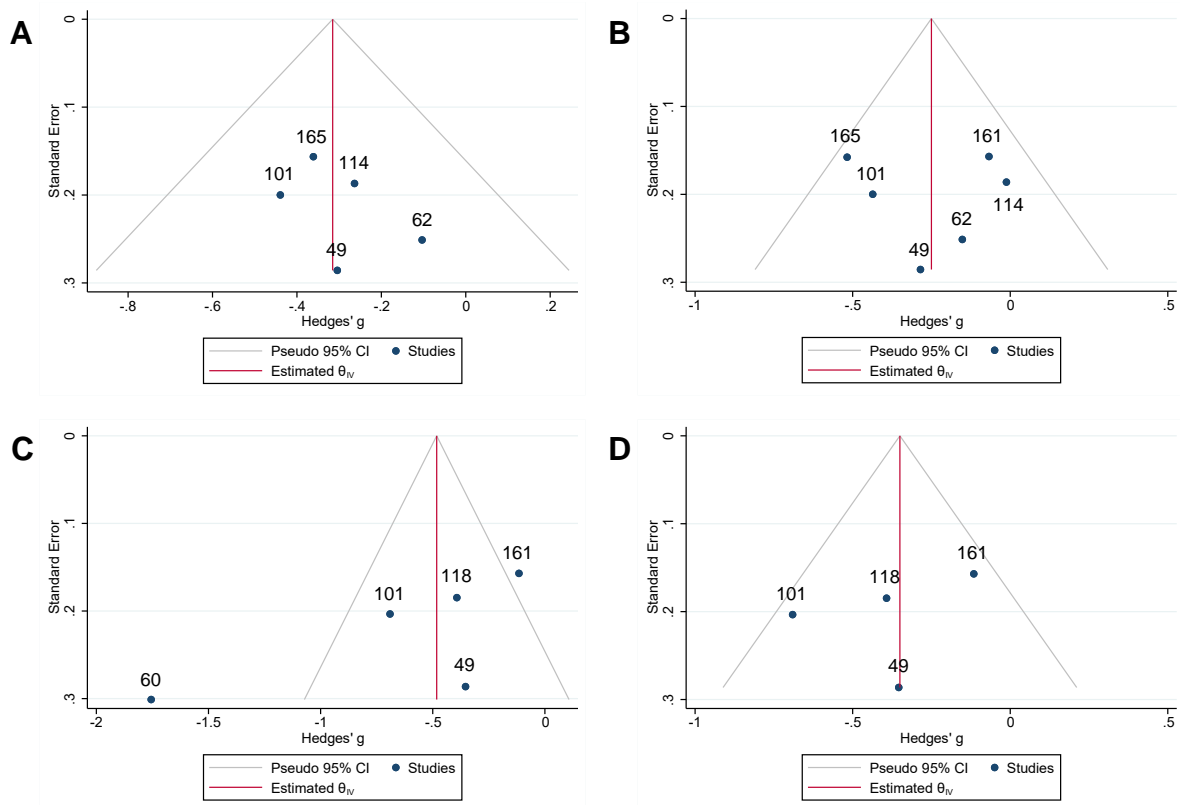 A
0
.1
.2
.3
Standard Error
165
101
114
62
49
-.8 -.6 -.4 -.2 0 .2
Hedges' g
Pseudo 95% CI Studies
Estimated θIV
B
0
.1
.2
.3
Standard Error
165
161
101
114
62
49
-1 -.5 0 .5
Hedges' g
Pseudo 95% CI Studies
Estimated θIV
C
0
.1
.2
.3
Standard Error
161
118
101
49
60
-2 -1.5 -1 -.5 0
Hedges' g
Pseudo 95% CI Studies
Estimated θIV
D
0
.1
.2
.3
Standard Error
161
118
101
49
-1 -.5 0 .5
Hedges' g
Pseudo 95% CI Studies
Estimated θIV